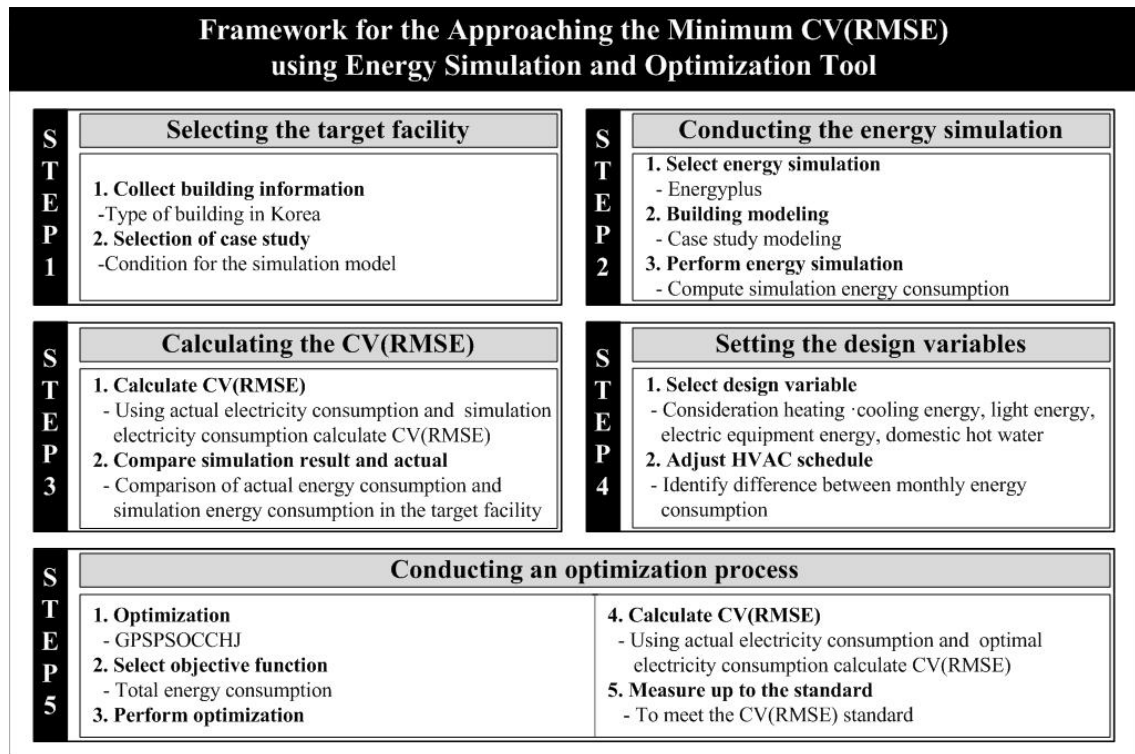 Framework for the Approaching the Minimum CV(RMSE)
using Energy Simulation and Optimization Tool
STEP1
Selecting the target facility
1. Collect building information
-Type of building in Korea
2. Selection of case study
-Condition for the simulation model
STEP2
Conducting the energy simulation
1. Select energy simulation
- Energyplus
2. Building modeling
- Case study modeling
3. Perform energy simulation
- Compute simulation energy consumption
STEP3
Calculating the CV(RMSE)
1. Calculate CV(RMSE)
- Using actual electricity consumption and simulation
electricity consumption calculate CV(RMSE)
2. Compare simulation result and actual
- Comparison of actual energy consumption and
simulation energy consumption in the target facility
STEP4
Setting the design variables
1. Select design variable
- Consideration heating ·cooling energy, light energy,
electric equipment energy, domestic hot water
2. Adjust HVAC schedule
- Identify difference between monthly energy
consumption
STEP5
Conducting an optimization process
1. Optimization
- GPSPSOCCHJ
2. Select objective function
- Total energy consumption
3. Perform optimization
4. Calculate CV(RMSE)
- Using actual electricity consumption and optimal
electricity consumption calculate CV(RMSE)
5. Measure up to the standard
- To meet the CV(RMSE) standard